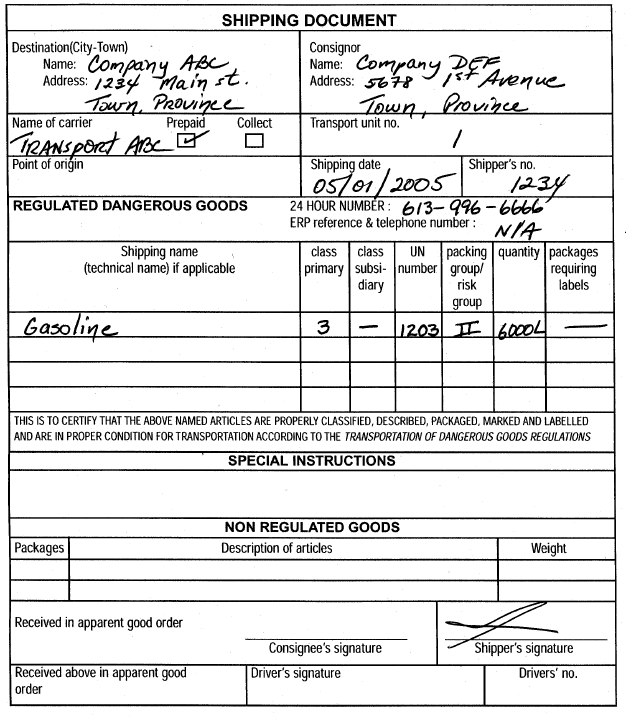 SHIPPING DOCUMENT
Destination(City-Town)
Name: Company ABC
Address: 1234 Main st.
Town, Province
Consignor
Name: Company DEF
Address: 5678 1st Avenue
Town, Province
Name of carrier Prepaid Collect
TRANSPORT ABC ✓
Transport unit no.
1
Point of origin
Shipping date
05/01/2005
Shipper's no.
1234
REGULATED DANGEROUS GOODS
24 HOUR NUMBER : 613-996-6666
ERP reference & telephone number :
N/A
Shipping name
(technical name) if applicable
class
primary
class
subsi-
diary
UN
number
packing
group/
risk
group
quantity
packages
requiring
labels
Gasoline 3 — 1203 II 6000L —
THIS IS TO CERTIFY THAT THE ABOVE NAMED ARTICLES ARE PROPERLY CLASSIFIED, DESCRIBED, PACKAGED, MARKED AND LABELLED
AND ARE IN PROPER CONDITION FOR TRANSPORTATION ACCORDING TO THE TRANSPORTATION OF DANGEROUS GOODS REGULATIONS
SPECIAL INSTRUCTIONS
NON REGULATED GOODS
Packages Description of articles Weight
Received in apparent good order
Consignee's signature
Shipper's signature
Received above in apparent good
order
Driver's signature
Drivers' no.